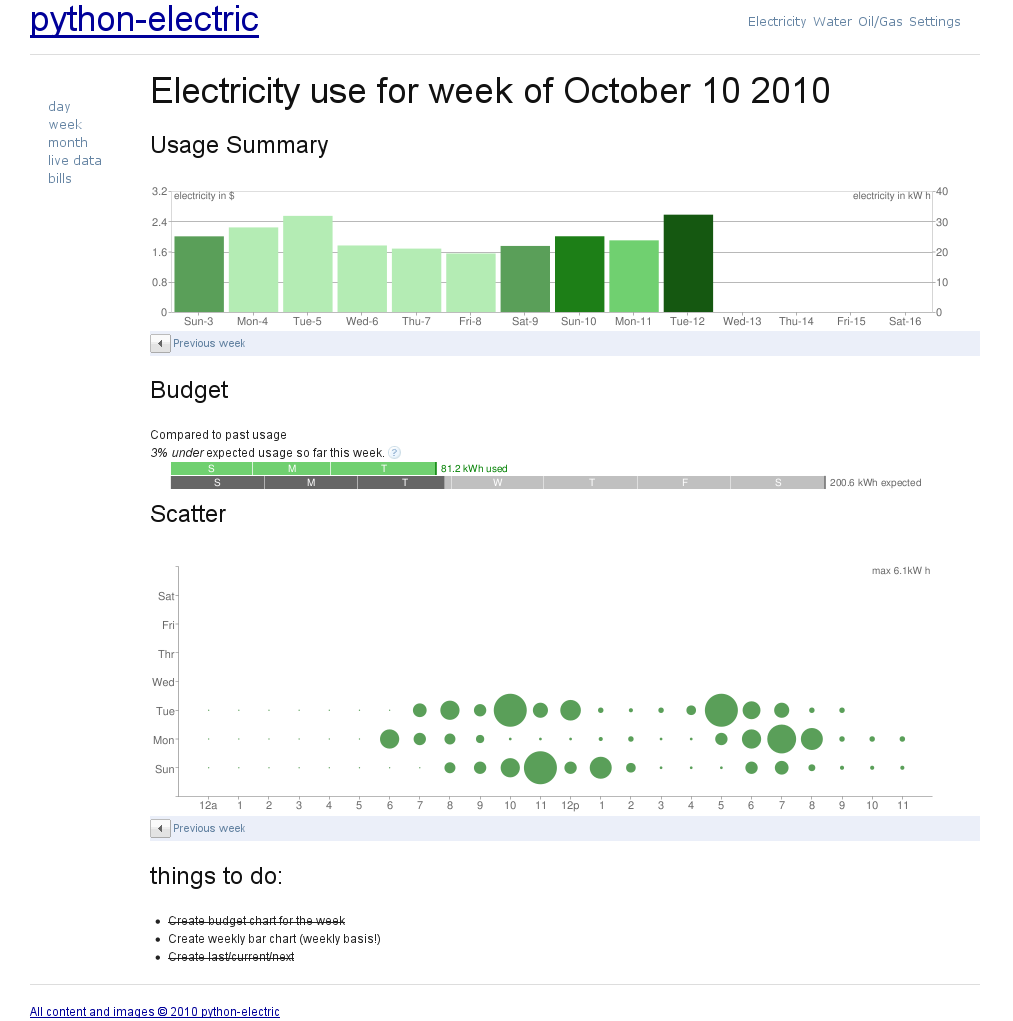 python-electric
Electricity Water Oil/Gas Settings
day
week
month
live data
bills
Electricity use for week of October 10 2010
Usage Summary
electricity in $
electricity in kW h
3.2
2.4
1.6
0.8
0
40
30
20
10
0
Sun-3 Mon-4 Tue-5 Wed-6 Thu-7 Fri-8 Sat-9 Sun-10 Mon-11 Tue-12 Wed-13 Thu-14 Fri-15 Sat-16
Previous week
Budget
Compared to past usage
3% under expected usage so far this week. ?
S M T 81.2 kWh used
S M T W T F S 200.6 kWh expected
Scatter
max 6.1kW h
Sat
Fri
Thr
Wed
Tue
Mon
Sun
12a 1 2 3 4 5 6 7 8 9 10 11 12p 1 2 3 4 5 6 7 8 9 10 11
Previous week
things to do:
Create budget chart for the week
Create weekly bar chart (weekly basis!)
Create last/current/next
All content and images © 2010 python-electric